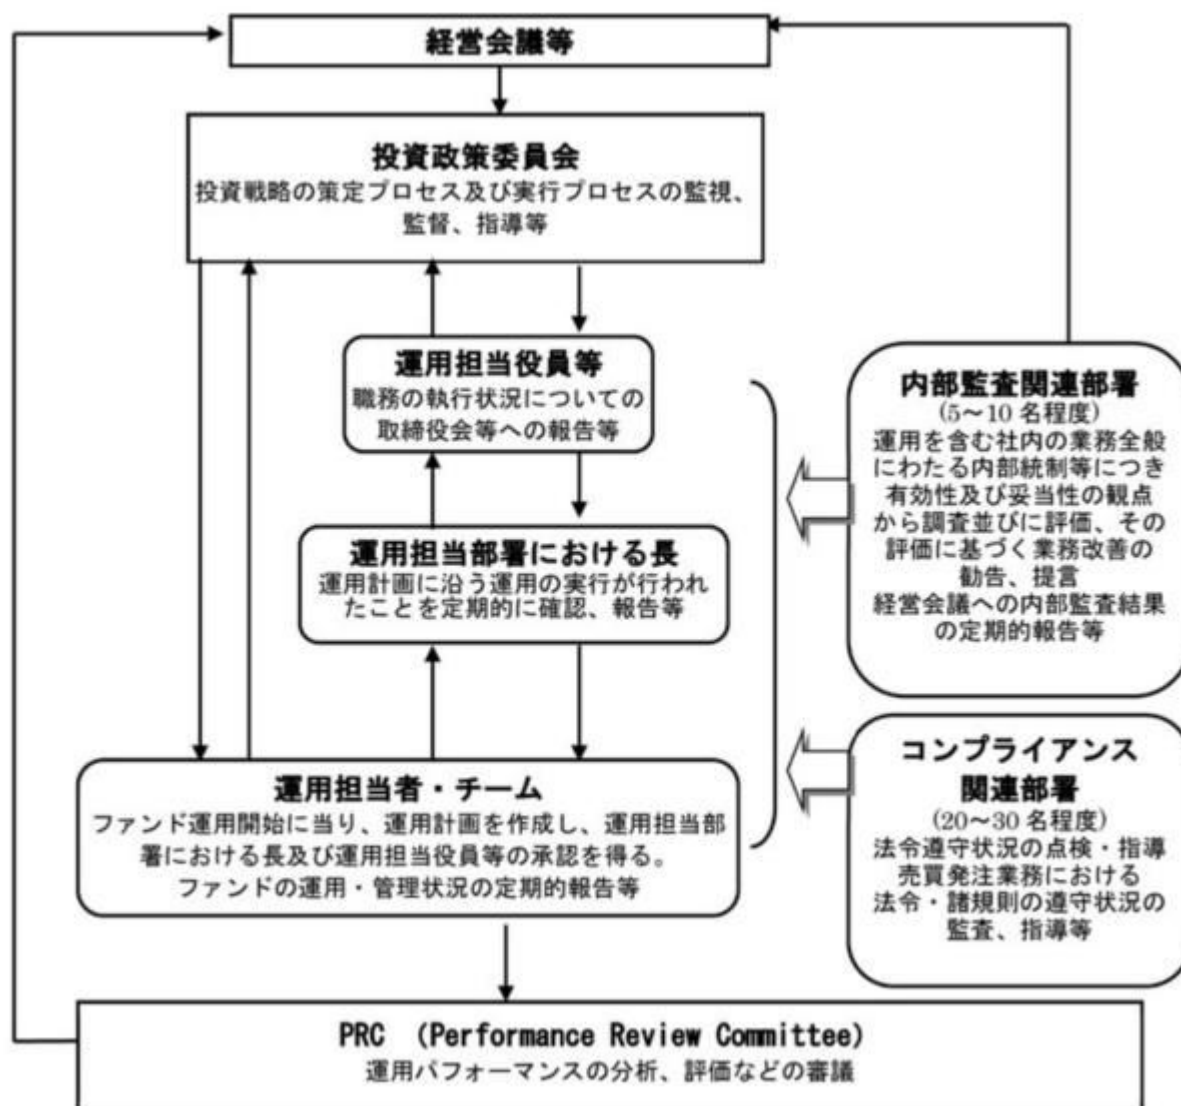 経営会議等
投資政策委員会
投資戦略の策定プロセス及び実行プロセスの監視、
監督、指導等
運用担当役員等
職務の執行状況についての
取締役会等への報告等
運用担当部署における長
運用計画に沿う運用の実行が行われ
たことを定期的に確認、報告等
運用担当者・チーム
ファンド運用開始に当り、運用計画を作成し、運用担当部
署における長及び運用担当役員等の承認を得る。
ファンドの運用・管理状況の定期的報告等
内部監査関連部署
(5～10 名程度)
運用を含む社内の業務全般
にわたる内部統制等につき
有効性及び妥当性の観点
から調査並びに評価、その
評価に基づく業務改善の
勧告、提言
経営会議への内部監査結果
の定期的報告等
コンプライアンス
関連部署
(20～30 名程度)
法令遵守状況の点検・指導
売買発注業務における
法令・諸規則の遵守状況の
監査、指導等
PRC (Performance Review Committee)
運用パフォーマンスの分析、評価などの審議